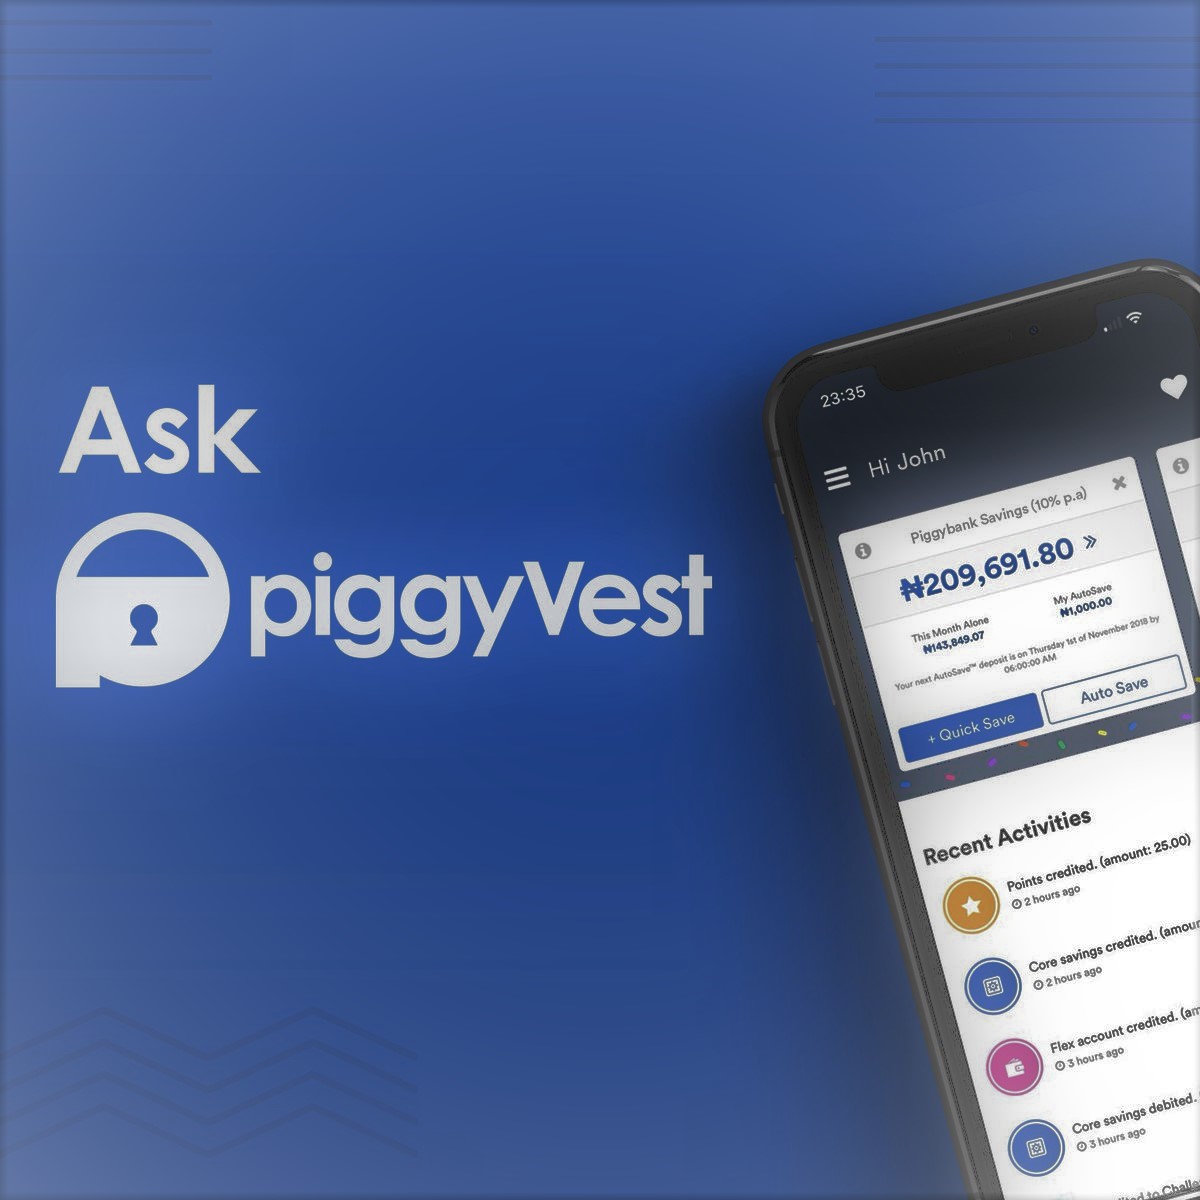 Ask
piggyVest
23:35
Hi John
Piggybank Savings (10% p.a)
₦209,691.80
This Month Alone
₦143,849.07
My AutoSave
₦1,000.00
Your next AutoSave™ deposit is on Thursday 1st of November 2018 by
06:00:00 AM
+ Quick Save
Auto Save
Recent Activities
Points credited. (amount: 25.00)
2 hours ago
Core savings credited. (amoun
2 hours ago
Flex account credited. (am
3 hours ago
Core savings debited.
3 hours ago